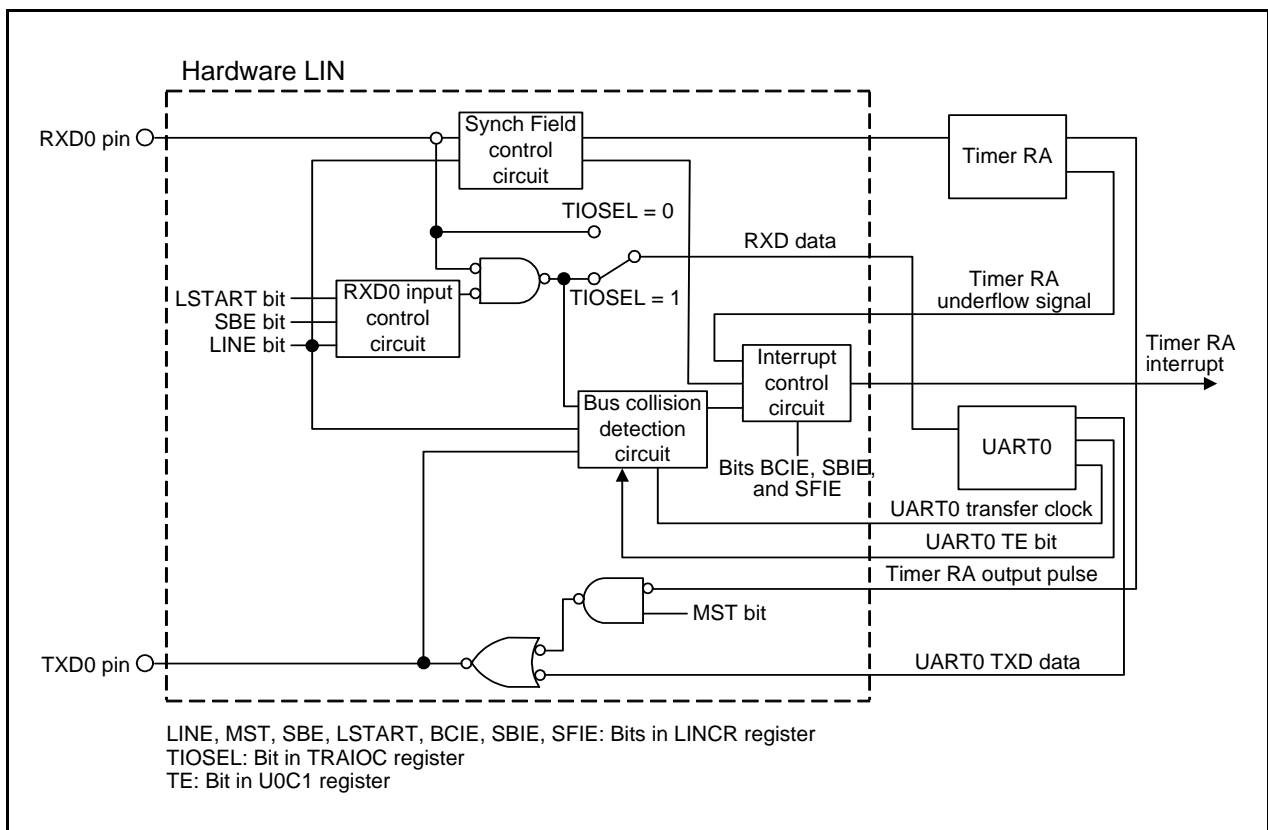 Hardware LIN
RXD0 pin
Synch Field
control
circuit
Timer RA
TIOSEL = 0
RXD data
TIOSEL = 1
LSTART bit
SBE bit
LINE bit
RXD0 input
control
circuit
Timer RA
underflow signal
Timer RA
interrupt
Interrupt
control
circuit
Bus collision
detection
circuit
Bits BCIE, SBIE,
and SFIE
UART0
UART0 transfer clock
UART0 TE bit
Timer RA output pulse
MST bit
TXD0 pin
UART0 TXD data
LINE, MST, SBE, LSTART, BCIE, SBIE, SFIE: Bits in LINCR register
TIOSEL: Bit in TRAIOC register
TE: Bit in U0C1 register